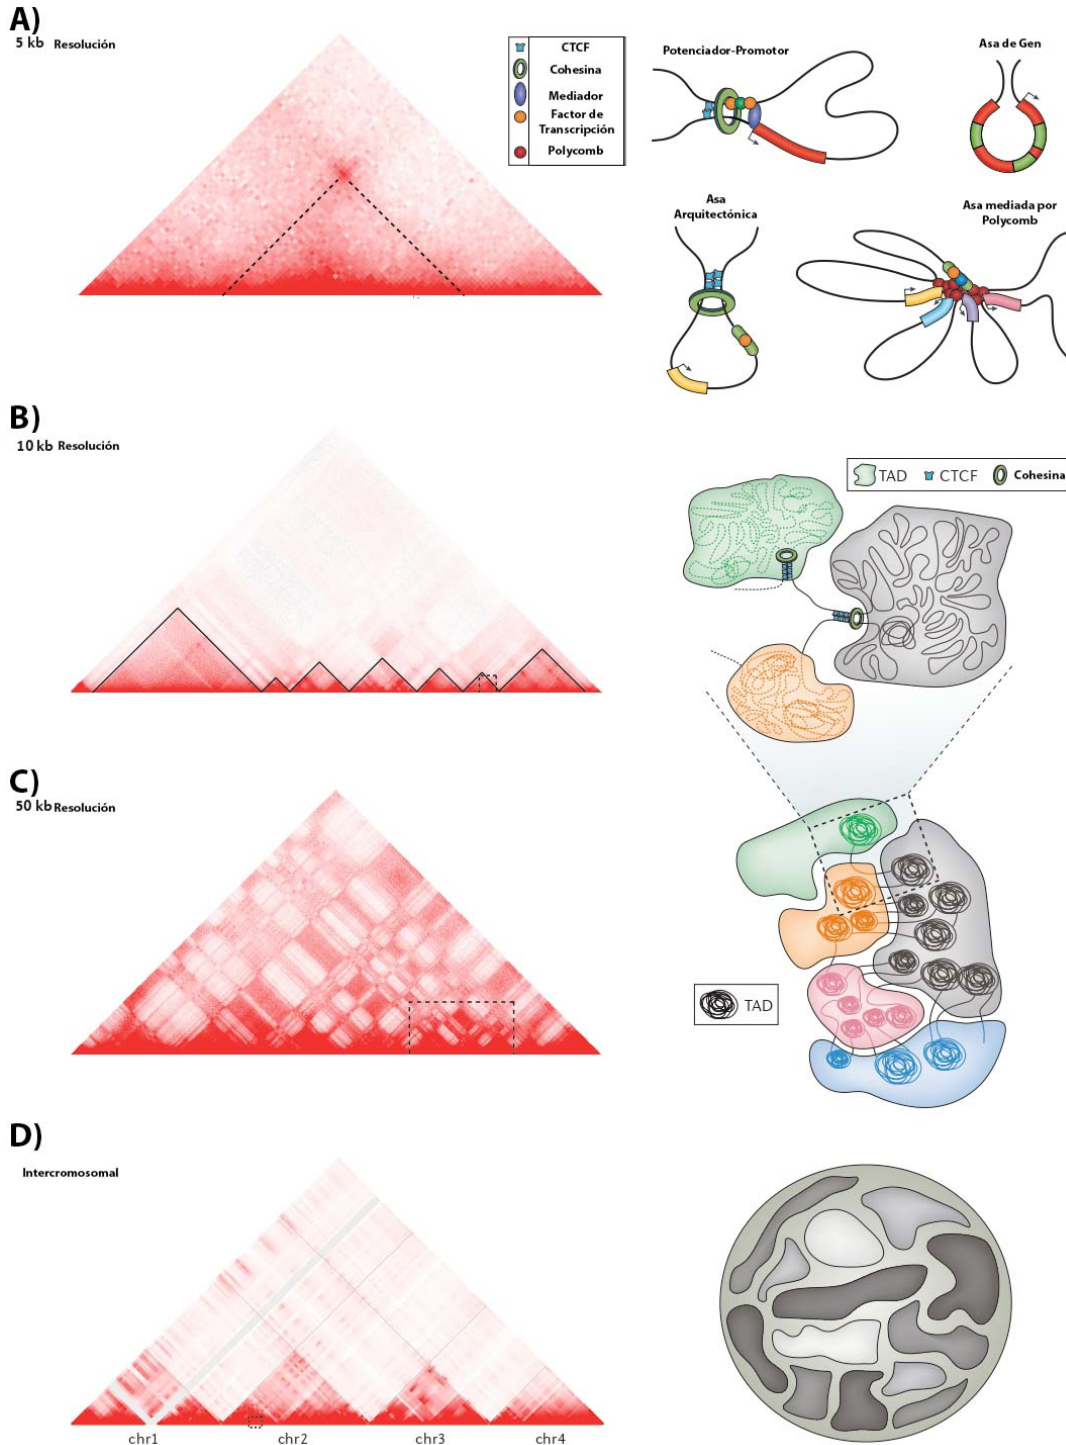 A)
5 kb Resolución
CTCF
Cohesina
Mediador
Factor de
Transcripción
Polycomb
Potenciador-Promotor
Asa de Gen
Asa
Arquitectónica
Asa mediada por
Polycomb
B)
10 kb Resolución
TAD CTCF Cohesina
C)
50 kb Resolución
TAD
D)
Intercromosomal
chr1 chr2 chr3 chr4